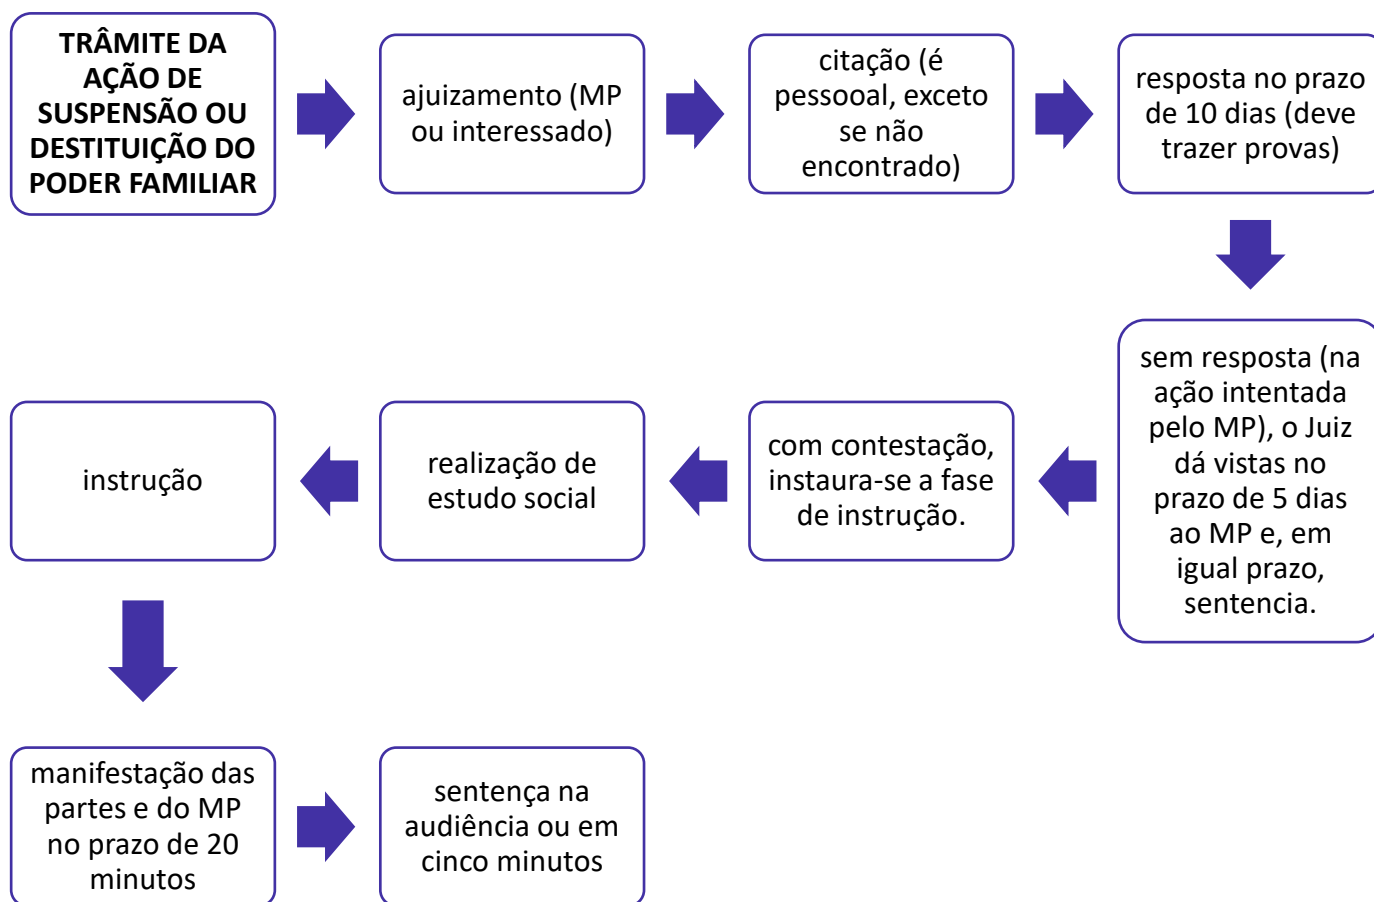 TRÂMITE DA
AÇÃO DE
SUSPENSÃO OU
DESTITUIÇÃO DO
PODER FAMILIAR
ajuizamento (MP
ou interessado)
citação (é
pessooal, exceto
se não
encontrado)
resposta no prazo
de 10 dias (deve
trazer provas)
sem resposta (na
ação intentada
pelo MP), o Juiz
dá vistas no
prazo de 5 dias
ao MP e, em
igual prazo,
sentencia.
com contestação,
instaura-se a fase
de instrução.
realização de
estudo social
instrução
manifestação das
partes e do MP
no prazo de 20
minutos
sentença na
audiência ou em
cinco minutos